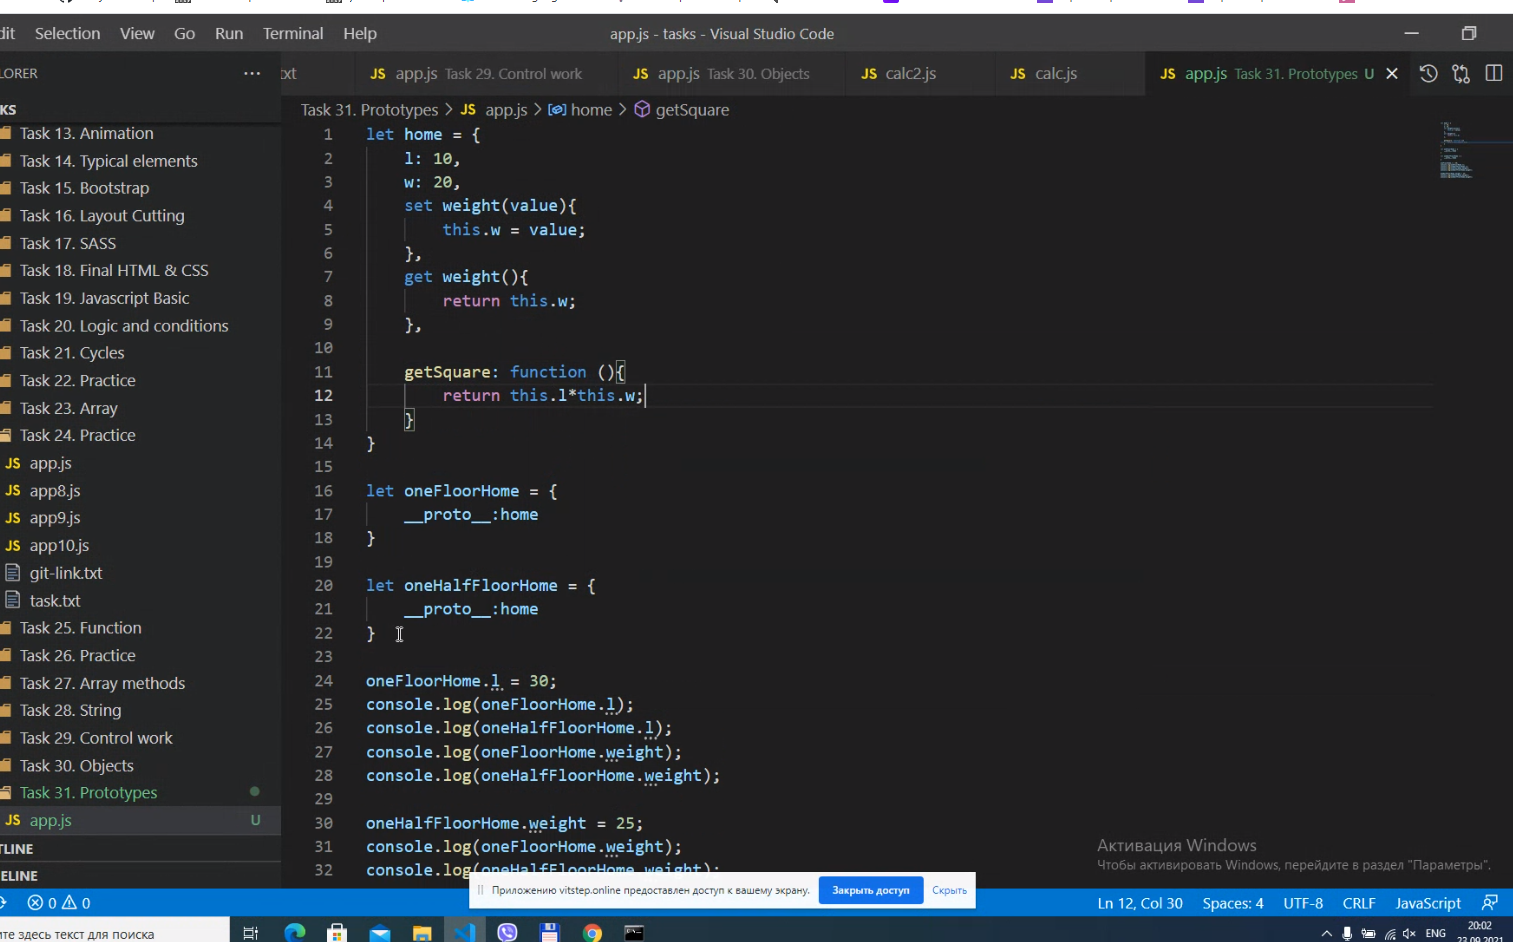 dit Selection View Go Run Terminal Help app.js - tasks - Visual Studio Code
LORER ···
txt JS app.js Task 29. Control work JS app.js Task 30. Objects JS calc2.js JS calc.js JS app.js Task 31. Prototypes U
KS
Task 13. Animation
Task 14. Typical elements
Task 15. Bootstrap
Task 16. Layout Cutting
Task 17. SASS
Task 18. Final HTML & CSS
Task 19. Javascript Basic
Task 20. Logic and conditions
Task 21. Cycles
Task 22. Practice
Task 23. Array
Task 24. Practice
JS app.js
JS app8.js
JS app9.js
JS app10.js
git-link.txt
task.txt
Task 25. Function
Task 26. Practice
Task 27. Array methods
Task 28. String
Task 29. Control work
Task 30. Objects
Task 31. Prototypes
JS app.js U
TLINE
ELINE
Task 31. Prototypes > JS app.js > home > getSquare
1 let home = {
2 l: 10,
3 w: 20,
4 set weight(value){
5 this.w = value;
6 },
7 get weight(){
8 return this.w;
9 },
10
11 getSquare: function (){
12 return this.l*this.w;
13 }
14 }
15
16 let oneFloorHome = {
17 __proto__:home
18 }
19
20 let oneHalfFloorHome = {
21 __proto__:home
22 }
23
24 oneFloorHome.l = 30;
25 console.log(oneFloorHome.l);
26 console.log(oneHalfFloorHome.l);
27 console.log(oneFloorHome.weight);
28 console.log(oneHalfFloorHome.weight);
29
30 oneHalfFloorHome.weight = 25;
31 console.log(oneFloorHome.weight);
32 console.log(oneHalfFloorHome.weight);
Активация Windows
Чтобы активировать Windows, перейдите в раздел "Параметры".
Приложению vitstep.online предоставлен доступ к вашему экрану. Закрыть доступ Скрыть
0 0 Ln 12, Col 30 Spaces: 4 UTF-8 CRLF JavaScript
ите здесь текст для поиска
ENG 20:02
23.09.2021